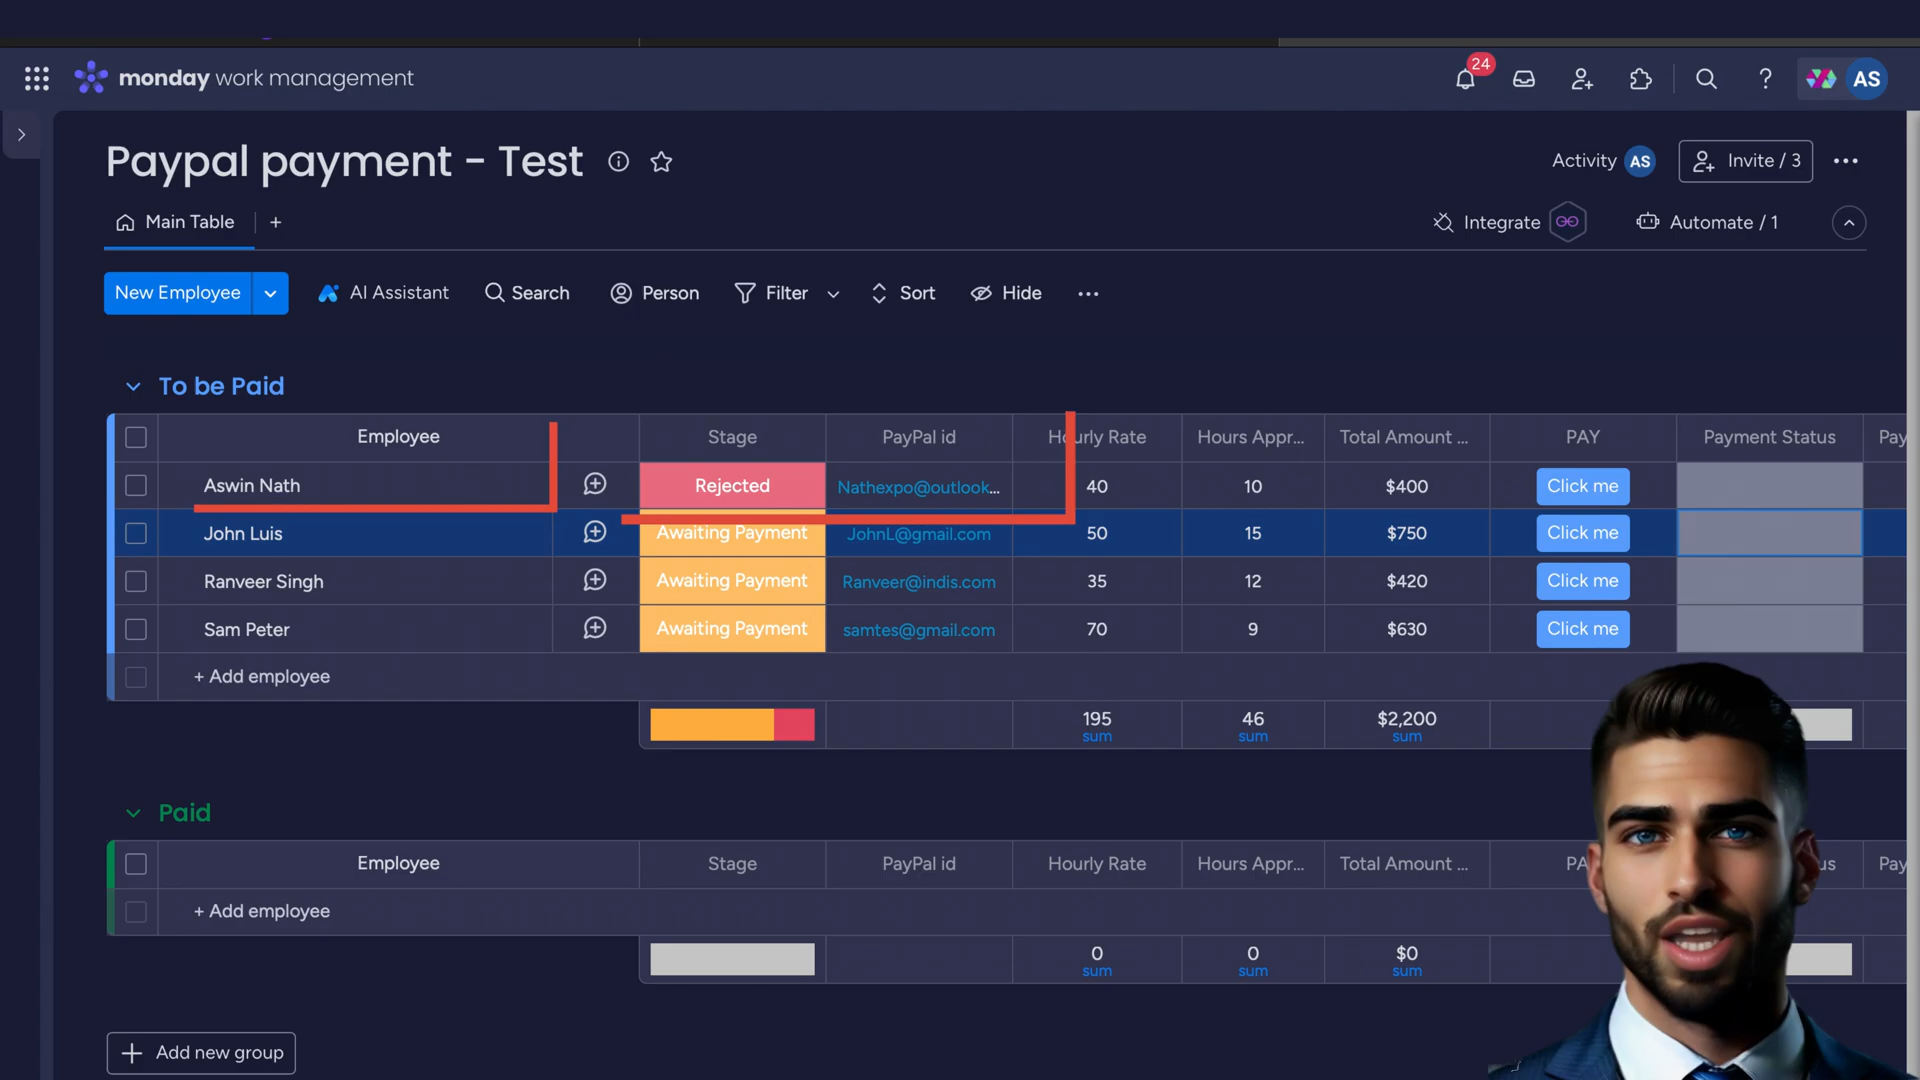 24
monday work management
AS
Paypal payment - Test
Activity AS
Invite / 3
Main Table
Integrate
Automate / 1
New Employee
AI Assistant
Search
Person
Filter
Sort
Hide
To be Paid
Employee Stage PayPal id Hourly Rate Hours Appr... Total Amount ... PAY Payment Status Pay
Aswin Nath Rejected Nathexpo@outlook... 40 10 $400 Click me
John Luis Awaiting Payment JohnL@gmail.com 50 15 $750 Click me
Ranveer Singh Awaiting Payment Ranveer@indis.com 35 12 $420 Click me
Sam Peter Awaiting Payment samtes@gmail.com 70 9 $630 Click me
+ Add employee
195 46 $2,200
sum sum sum
Paid
Employee Stage PayPal id Hourly Rate Hours Appr... Total Amount ... PA us Pay
+ Add employee
0 0 $0
sum sum sum
Add new group